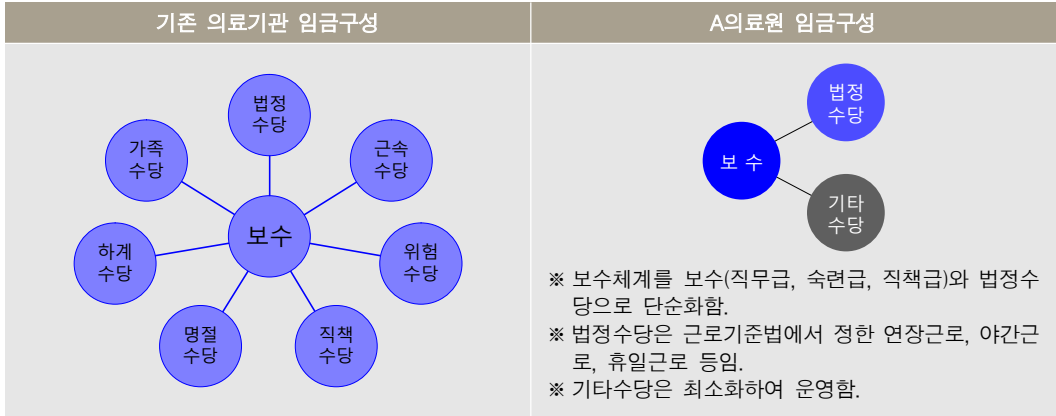 기존 의료기관 임금구성
법정
수당
가족
수당
근속
수당
보수
하계
수당
위험
수당
명절
수당
직책
수당
A의료원 임금구성
법정
수당
보 수
기타
수당
※ 보수체계를 보수(직무급, 숙련급, 직책급)와 법정수
당으로 단순화함.
※ 법정수당은 근로기준법에서 정한 연장근로, 야간근
로, 휴일근로 등임.
※ 기타수당은 최소화하여 운영함.